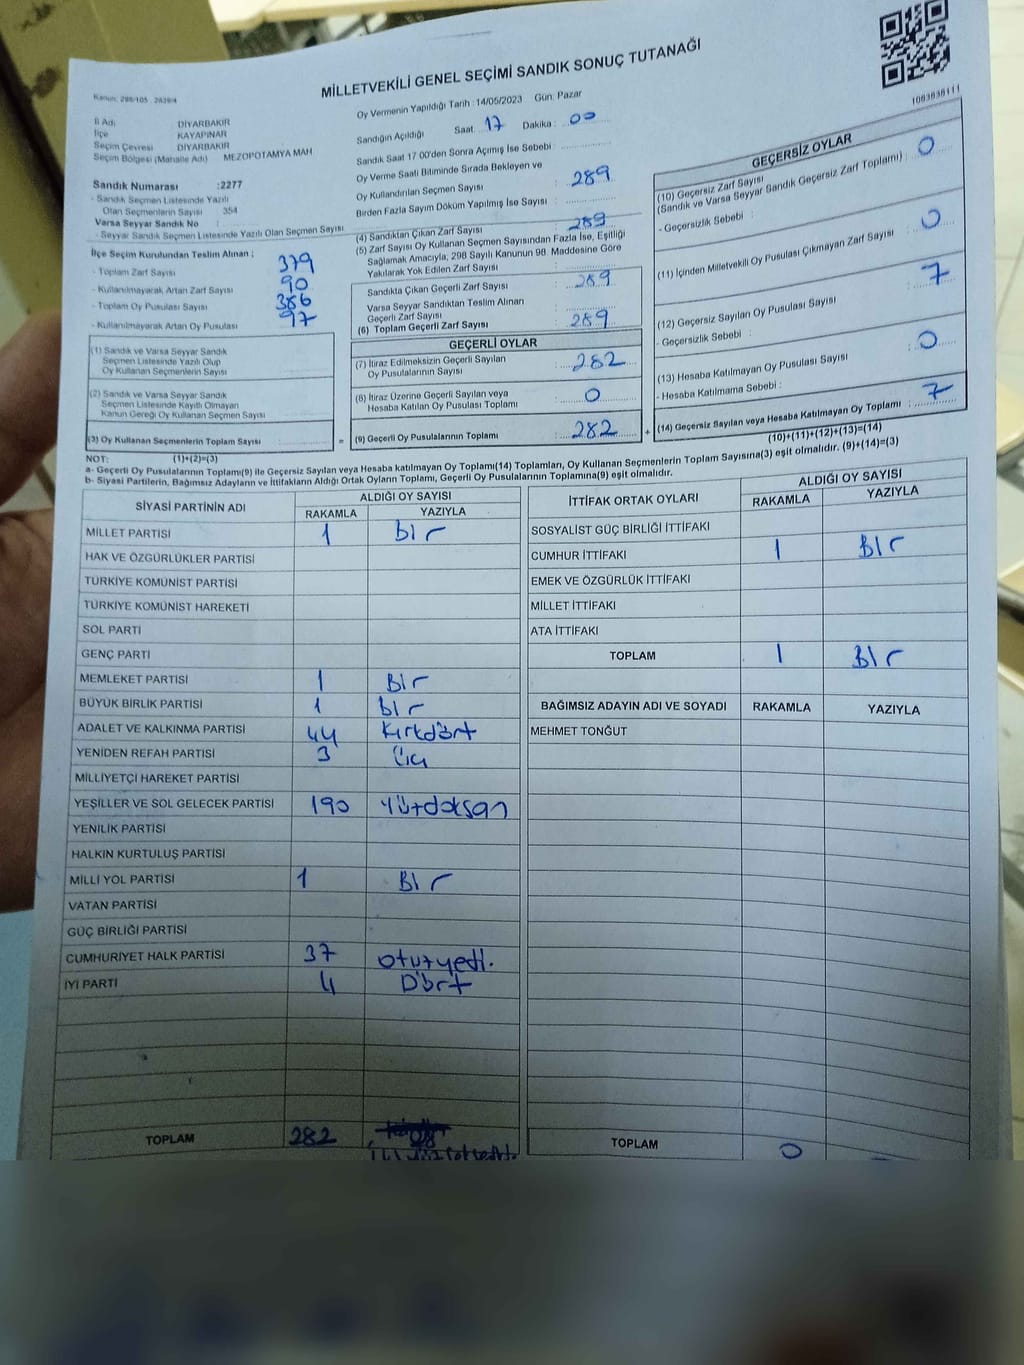 MİLLETVEKİLİ GENEL SEÇİMİ SANDIK SONUÇ TUTANAĞI
1083838111
İl Adı DİYARBAKIR
İlçe KAYAPINAR
Seçim Çevresi DİYARBAKIR
Seçim Bölgesi (Mahalle Adı) MEZOPOTAMYA MAH
Sandık Numarası :2277
- Sandık Seçmen Listesinde Yazılı
Olan Seçmenlerin Sayısı 354
Varsa Seyyar Sandık No :
- Seyyar Sandık Seçmen Listesinde Yazılı Olan Seçmen Sayısı
İlçe Seçim Kurulundan Teslim Alınan ;
- Toplam Zarf Sayısı 379
- Kullanılmayarak Artan Zarf Sayısı 90
- Toplam Oy Pusulası Sayısı 386
- Kullanılmayarak Artan Oy Pusulası 97
(1) Sandık ve Varsa Seyyar Sandık
Seçmen Listesinde Yazılı Olup
Oy Kullanan Seçmenlerin Sayısı
(2) Sandık ve Varsa Seyyar Sandık
Seçmen Listesinde Kayıtlı Olmayan
Kanun Gereği Oy Kullanan Seçmen Sayısı
(3) Oy Kullanan Seçmenlerin Toplam Sayısı =
(1)+(2)=(3)
Oy Vermenin Yapıldığı Tarih : 14/05/2023 Gün: Pazar
Sandığın Açıldığı Saat 17 Dakika : 00
Sandık Saat 17 00'den Sonra Açımış İse Sebebi :
Oy Verme Saati Bitiminde Sırada Bekleyen ve
Oy Kullandırılan Seçmen Sayısı : 289
Birden Fazla Sayım Döküm Yapılmış İse Sayısı :
(4) Sandıktan Çıkan Zarf Sayısı : 289
(5) Zarf Sayısı Oy Kullanan Seçmen Sayısından Fazla İse, Eşitliği
Sağlamak Amacıyla, 298 Sayılı Kanunun 98. Maddesine Göre
Yakılarak Yok Edilen Zarf Sayısı :
Sandıkta Çıkan Geçerli Zarf Sayısı : 289
Varsa Seyyar Sandıktan Teslim Alınan
Geçerli Zarf Sayısı :
(6) Toplam Geçerli Zarf Sayısı : 289
GEÇERLİ OYLAR
(7) İtiraz Edilmeksizin Geçerli Sayılan
Oy Pusulalarının Sayısı : 282
(8) İtiraz Üzerine Geçerli Sayılan veya
Hesaba Katılan Oy Pusulası Toplamı : 0
(9) Geçerli Oy Pusulalarının Toplamı : 282 +
GEÇERSİZ OYLAR
(10) Geçersiz Zarf Sayısı
(Sandık ve Varsa Seyyar Sandık Geçersiz Zarf Toplamı) : 0
- Geçersizlik Sebebi :
(11) İçinden Milletvekili Oy Pusulası Çıkmayan Zarf Sayısı : 0
(12) Geçersiz Sayılan Oy Pusulası Sayısı : 7
- Geçersizlik Sebebi :
(13) Hesaba Katılmayan Oy Pusulası Sayısı : 0
- Hesaba Katılmama Sebebi :
(14) Geçersiz Sayılan veya Hesaba Katılmayan Oy Toplamı : 7
(10)+(11)+(12)+(13)=(14)
NOT:
a- Geçerli Oy Pusulalarının Toplamı(9) ile Geçersiz Sayılan veya Hesaba katılmayan Oy Toplamı(14) Toplamları, Oy Kullanan Seçmenlerin Toplam Sayısına(3) eşit olmalıdır. (9)+(14)=(3)
b- Siyasi Partilerin, Bağımsız Adayların ve İttifakların Aldığı Ortak Oyların Toplamı, Geçerli Oy Pusulalarının Toplamına(9) eşit olmalıdır.
SİYASİ PARTİNİN ADI ALDIĞI OY SAYISI
RAKAMLA YAZIYLA
MİLLET PARTİSİ 1 bir
HAK VE ÖZGÜRLÜKLER PARTİSİ
TÜRKİYE KOMÜNİST PARTİSİ
TÜRKİYE KOMÜNİST HAREKETİ
SOL PARTİ
GENÇ PARTİ
MEMLEKET PARTİSİ 1 Bir
BÜYÜK BİRLİK PARTİSİ 1 bir
ADALET VE KALKINMA PARTİSİ 44 Kırkdört
YENİDEN REFAH PARTİSİ 3 Üç
MİLLİYETÇİ HAREKET PARTİSİ
YEŞİLLER VE SOL GELECEK PARTİSİ 190 Yüzdoksan
YENİLİK PARTİSİ
HALKIN KURTULUŞ PARTİSİ
MİLLİ YOL PARTİSİ 1 Bir
VATAN PARTİSİ
GÜÇ BİRLİĞİ PARTİSİ
CUMHURİYET HALK PARTİSİ 37 otuzyedi.
İYİ PARTİ 4 Dört
TOPLAM 282
İTTİFAK ORTAK OYLARI ALDIĞI OY SAYISI
RAKAMLA YAZIYLA
SOSYALİST GÜÇ BİRLİĞİ İTTİFAKI
CUMHUR İTTİFAKI 1 Bir
EMEK VE ÖZGÜRLÜK İTTİFAKI
MİLLET İTTİFAKI
ATA İTTİFAKI
TOPLAM 1 Bir
BAĞIMSIZ ADAYIN ADI VE SOYADI RAKAMLA YAZIYLA
MEHMET TONĞUT
TOPLAM 0